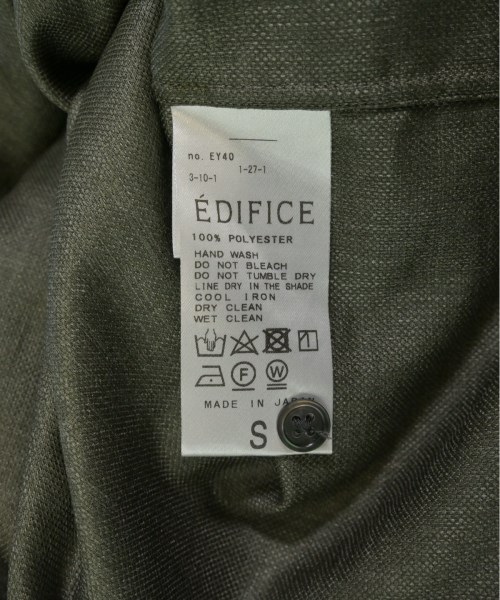 no. EY40
3-10-1 1-27-1
ÉDIFICE
100% POLYESTER
HAND WASH
DO NOT BLEACH
DO NOT TUMBLE DRY
LINE DRY IN THE SHADE
COOL IRON
DRY CLEAN
WET CLEAN
F W
MADE IN JAPAN
S